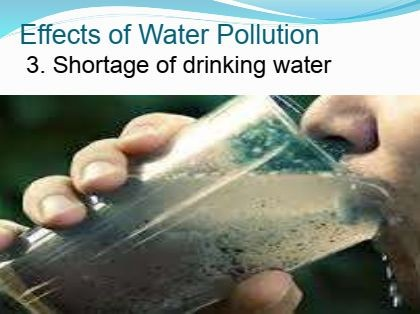 Effects of Water Pollution
3. Shortage of drinking water